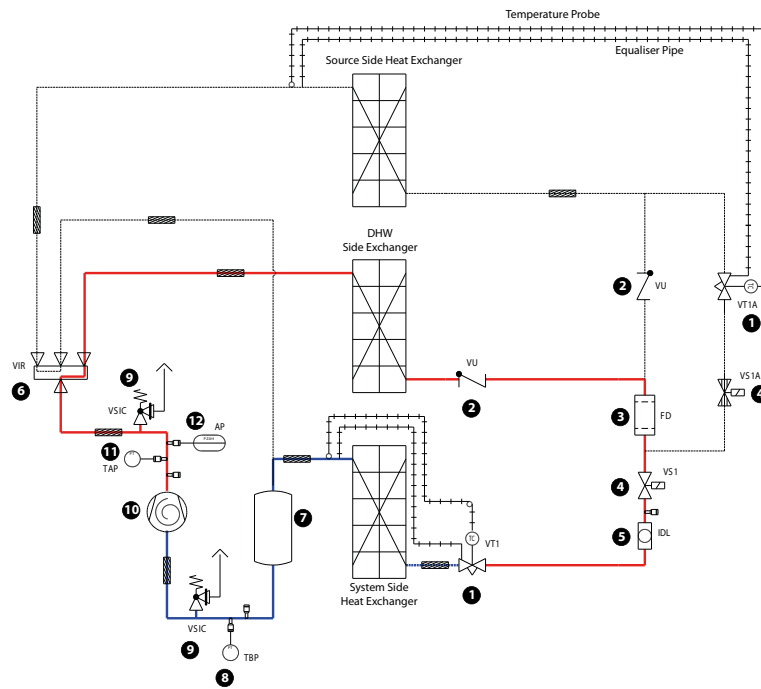 Temperature Probe
Equaliser Pipe
Source Side Heat Exchanger
DHW
Side Exchanger
2
VU
VT1A
1
VIR
6
9
VSIC
VU
2
VS1A
4
3
FD
12
AP
11
TAP
10
7
4
VS1
5
IDL
TC
VT1
1
TC
System Side
Heat Exchanger
VSIC
9
TBP
8